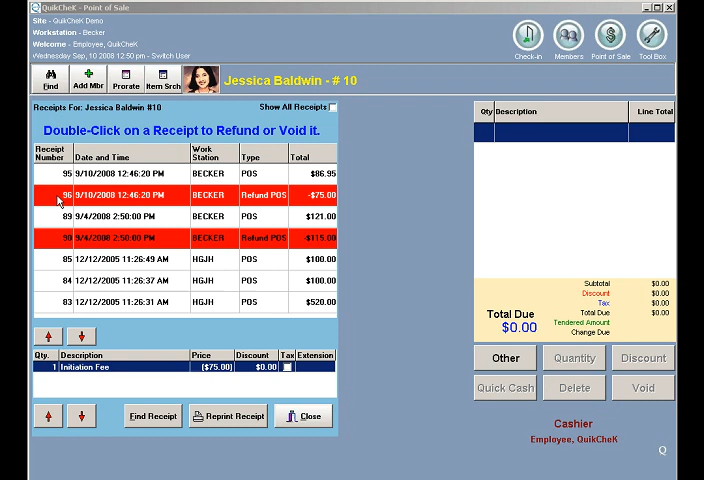 QuikCheK - Point of Sale
Site - QuikCheK Demo
Workstation - Becker
Welcome - Employee, QuikCheK
Wednesday Sep, 10 2008 12:50 pm - Switch User
Check-in Members Point of Sale Tool Box
Find Add Mbr Prorate Item Srch Jessica Baldwin - # 10
Receipts For: Jessica Baldwin #10 Show All Receipts
Double-Click on a Receipt to Refund or Void it.
Receipt Number Date and Time Work Station Type Total
95 9/10/2008 12:46:20 PM BECKER POS $86.95
96 9/10/2008 12:46:20 PM BECKER Refund POS -$75.00
89 9/4/2008 2:50:00 PM BECKER POS $121.00
90 9/4/2008 2:50:00 PM BECKER Refund POS -$115.00
85 12/12/2005 11:26:49 AM HGJH POS $100.00
84 12/12/2005 11:26:37 AM HGJH POS $100.00
83 12/12/2005 11:26:31 AM HGJH POS $520.00
Qty. Description Price Discount Tax Extension
1 Initiation Fee ($75.00) $0.00
Find Receipt Reprint Receipt Close
Qty Description Line Total
Subtotal $0.00
Discount $0.00
Tax $0.00
Total Due $0.00
Tendered Amount
Change Due
Total Due
$0.00
Other Quantity Discount
Quick Cash Delete Void
Cashier
Employee, QuikCheK
Q